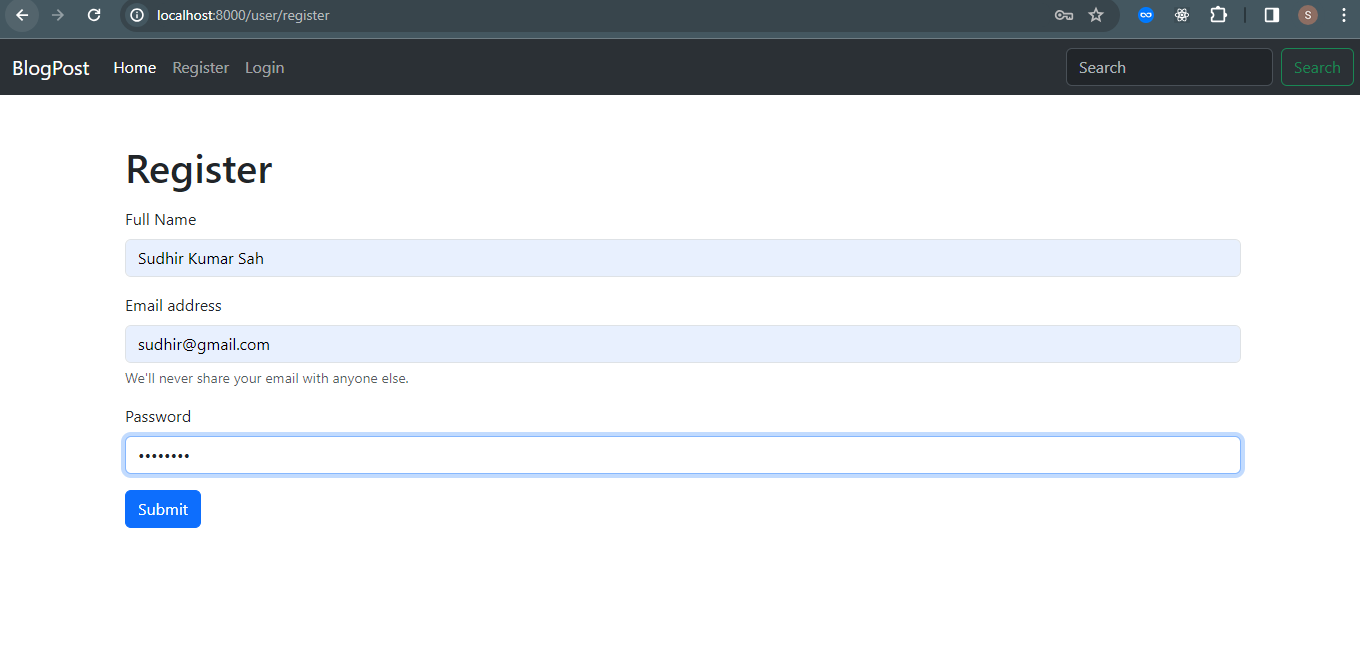 localhost:8000/user/register
S
BlogPost Home Register Login Search Search
Register
Full Name
Sudhir Kumar Sah
Email address
sudhir@gmail.com
We'll never share your email with anyone else.
Password
••••••••
Submit